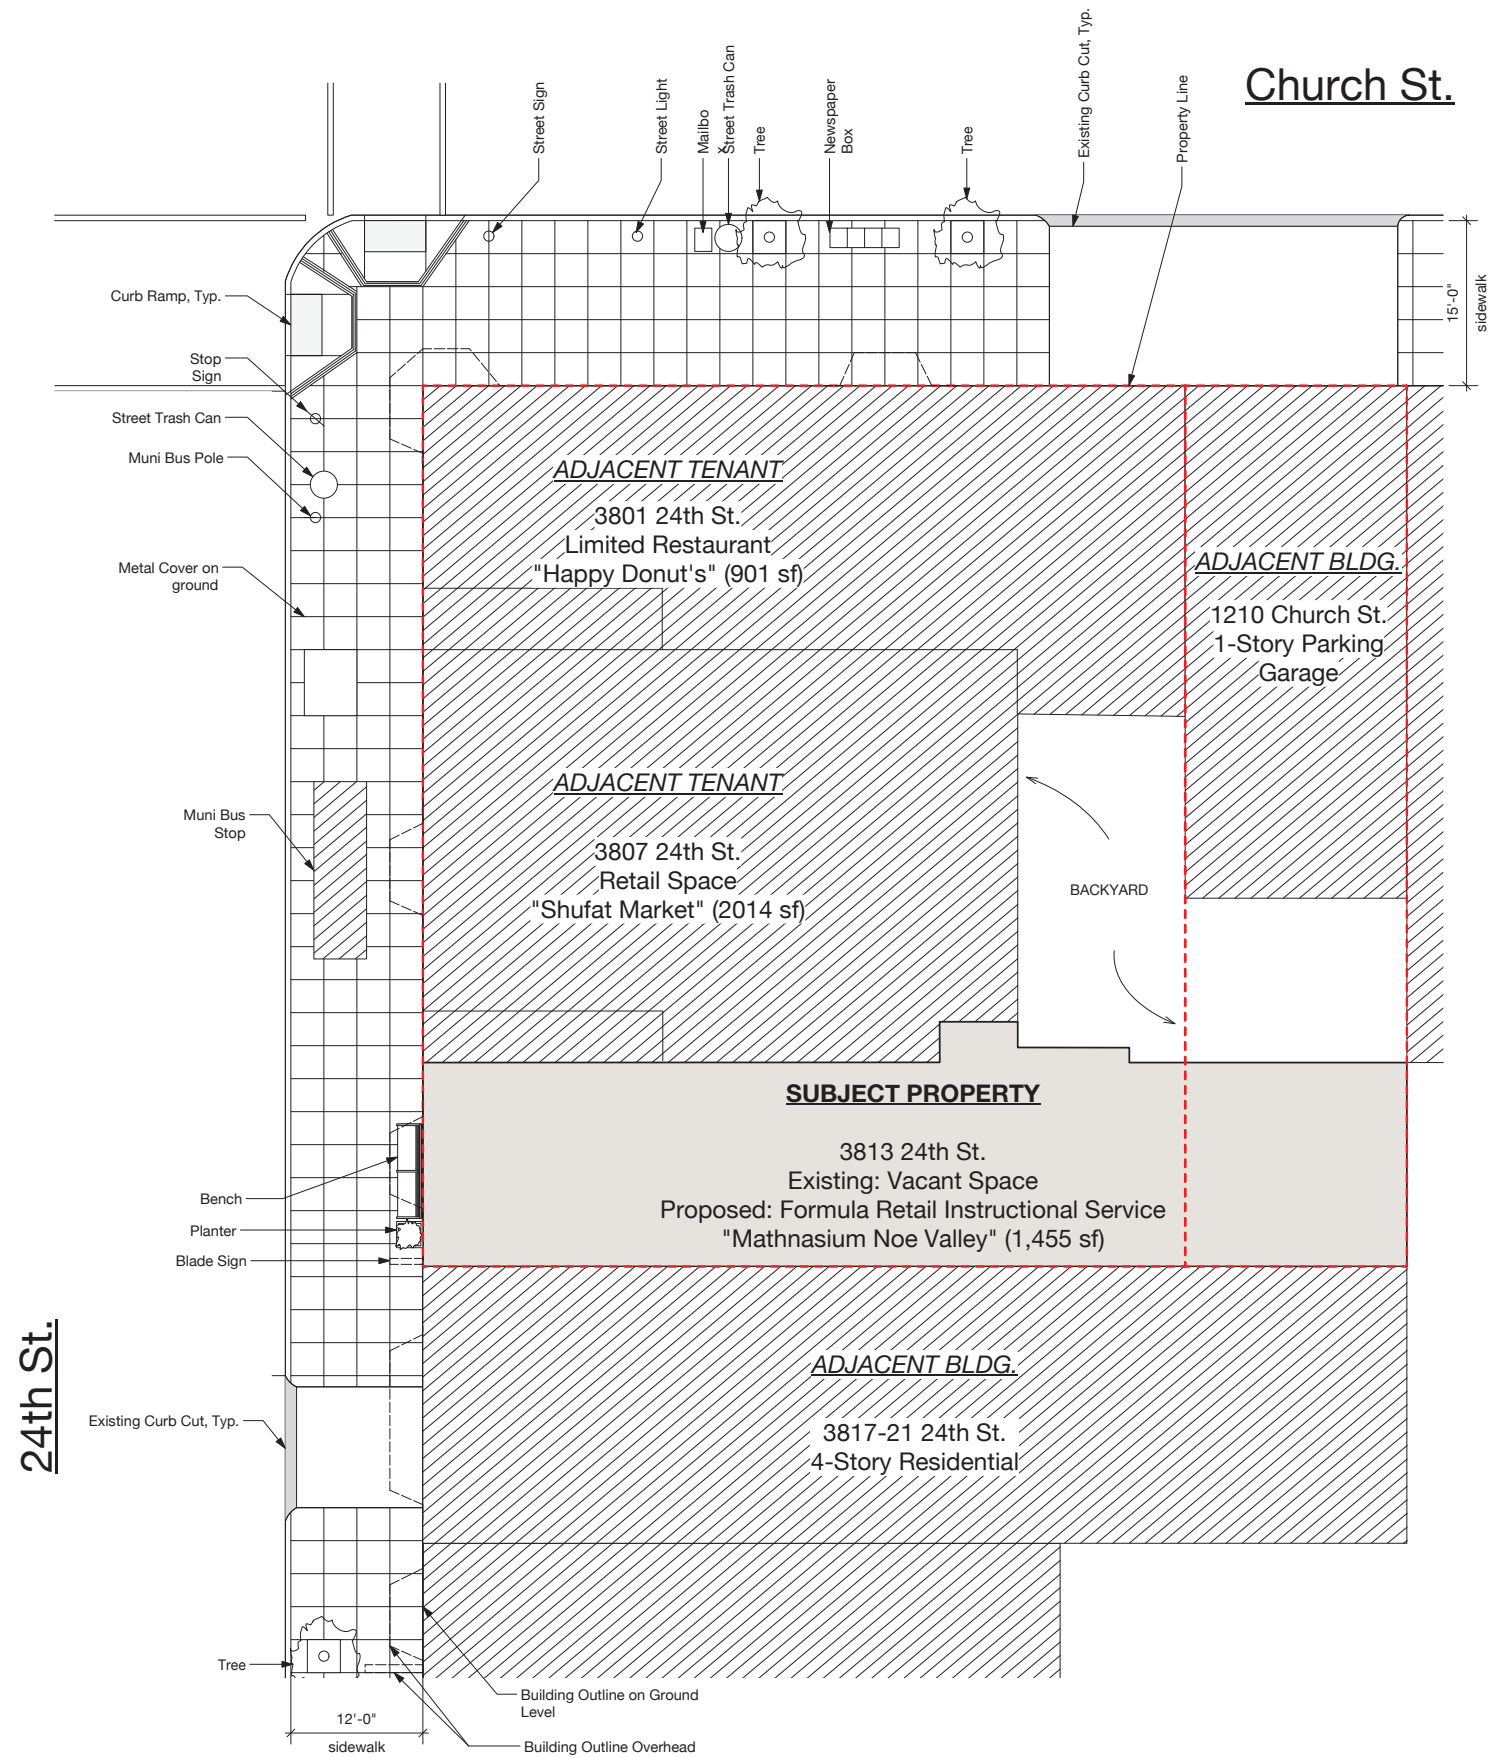 Church St.
Street Sign
Street Light
Mailbo
x
Street Trash Can
Tree
Newspaper
Box
Tree
Existing Curb Cut, Typ.
Property Line
15'-0"
sidewalk
Curb Ramp, Typ.
Stop
Sign
Street Trash Can
Muni Bus Pole
Metal Cover on
ground
Muni Bus
Stop
Bench
Planter
Blade Sign
24th St.
Existing Curb Cut, Typ.
Tree
12'-0"
sidewalk
Building Outline on Ground
Level
Building Outline Overhead
ADJACENT TENANT
3801 24th St.
Limited Restaurant
"Happy Donut's" (901 sf)
ADJACENT BLDG.
1210 Church St.
1-Story Parking
Garage
ADJACENT TENANT
3807 24th St.
Retail Space
"Shufat Market" (2014 sf)
BACKYARD
SUBJECT PROPERTY
3813 24th St.
Existing: Vacant Space
Proposed: Formula Retail Instructional Service
"Mathnasium Noe Valley" (1,455 sf)
ADJACENT BLDG.
3817-21 24th St.
4-Story Residential